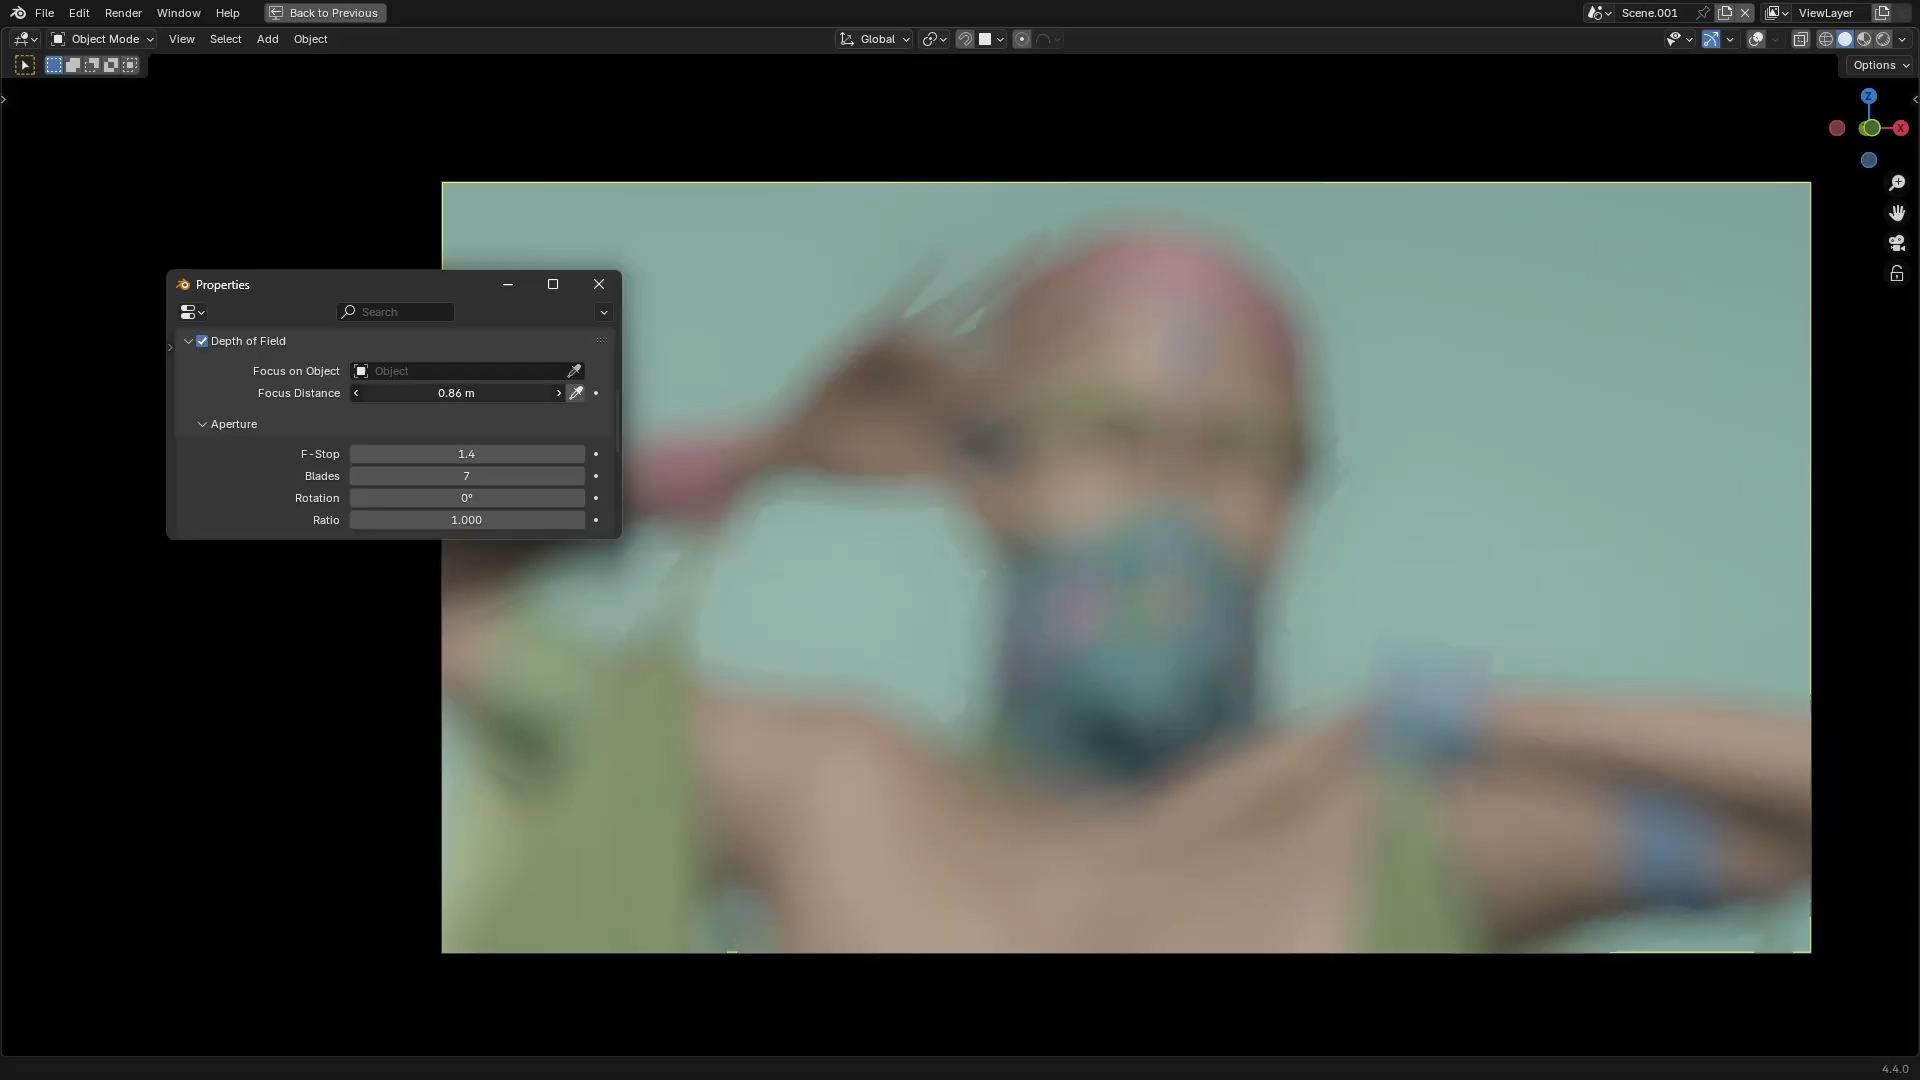 File Edit Render Window Help Back to Previous Scene.001 ViewLayer
Object Mode View Select Add Object Global
Options
Z
X
Properties
Search
Depth of Field
Focus on Object Object
Focus Distance 0.86 m
Aperture
F-Stop 1.4
Blades 7
Rotation 0°
Ratio 1.000
4.4.0